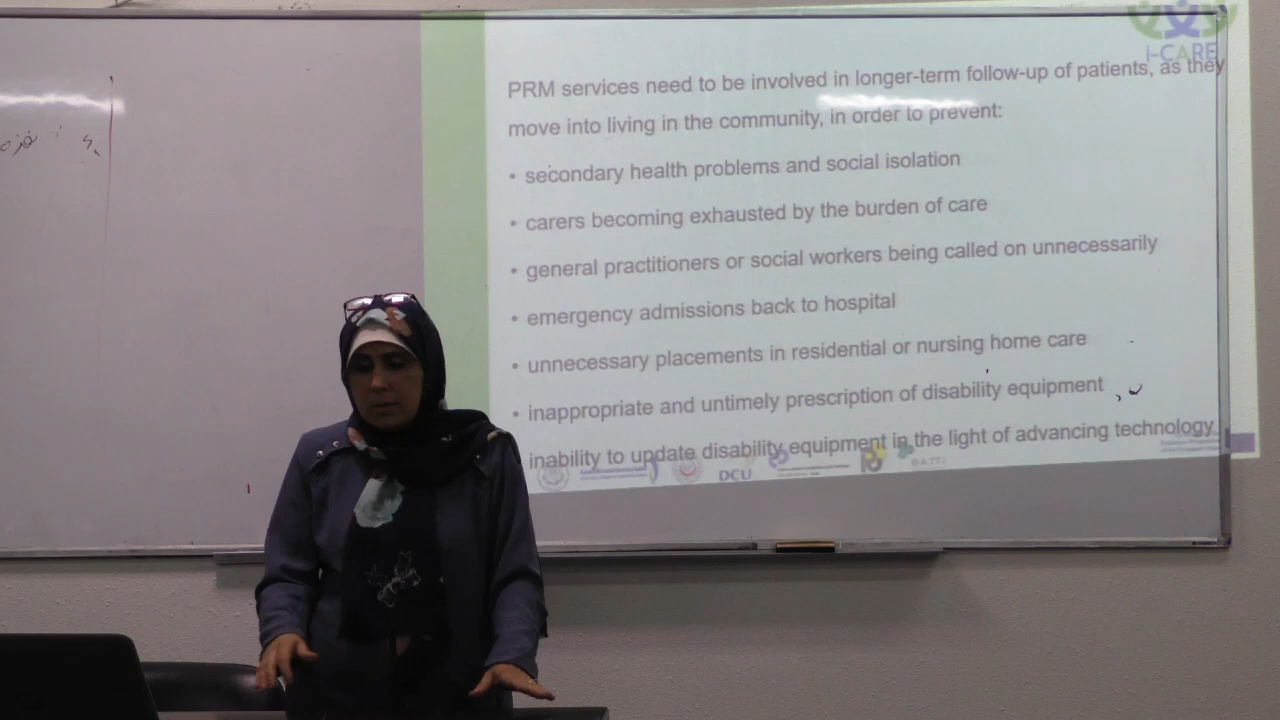 i-CARE
PRM services need to be involved in longer-term follow-up of patients, as they
move into living in the community, in order to prevent:
• secondary health problems and social isolation
• carers becoming exhausted by the burden of care
• general practitioners or social workers being called on unnecessarily
• emergency admissions back to hospital
• unnecessary placements in residential or nursing home care
• inappropriate and untimely prescription of disability equipment
inability to update disability equipment in the light of advancing technology.
DCU
BATTI